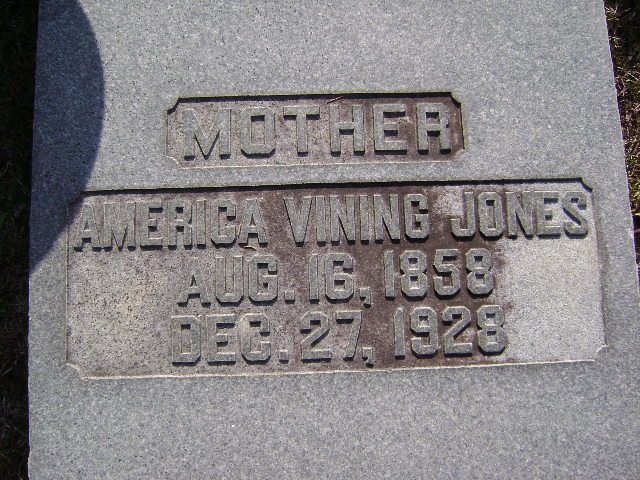 MOTHER
AMERICA VINING JONES
AUG. 16, 1858
DEC. 27, 1928